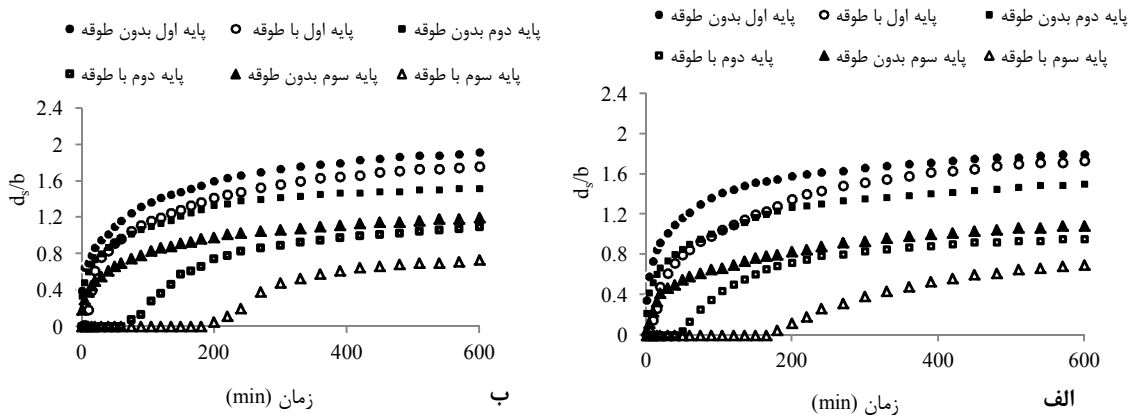 پایه اول بدون طوقه پایه اول با طوقه پایه دوم بدون طوقه
پایه دوم با طوقه پایه سوم بدون طوقه پایه سوم با طوقه
2.4
2
1.6
1.2
0.8
0.4
0
dₛ/b
0 200 400 600
زمان (min)
الف
پایه اول بدون طوقه پایه اول با طوقه پایه دوم بدون طوقه
پایه دوم با طوقه پایه سوم بدون طوقه پایه سوم با طوقه
2.4
2
1.6
1.2
0.8
0.4
0
dₛ/b
0 200 400 600
زمان (min)
ب